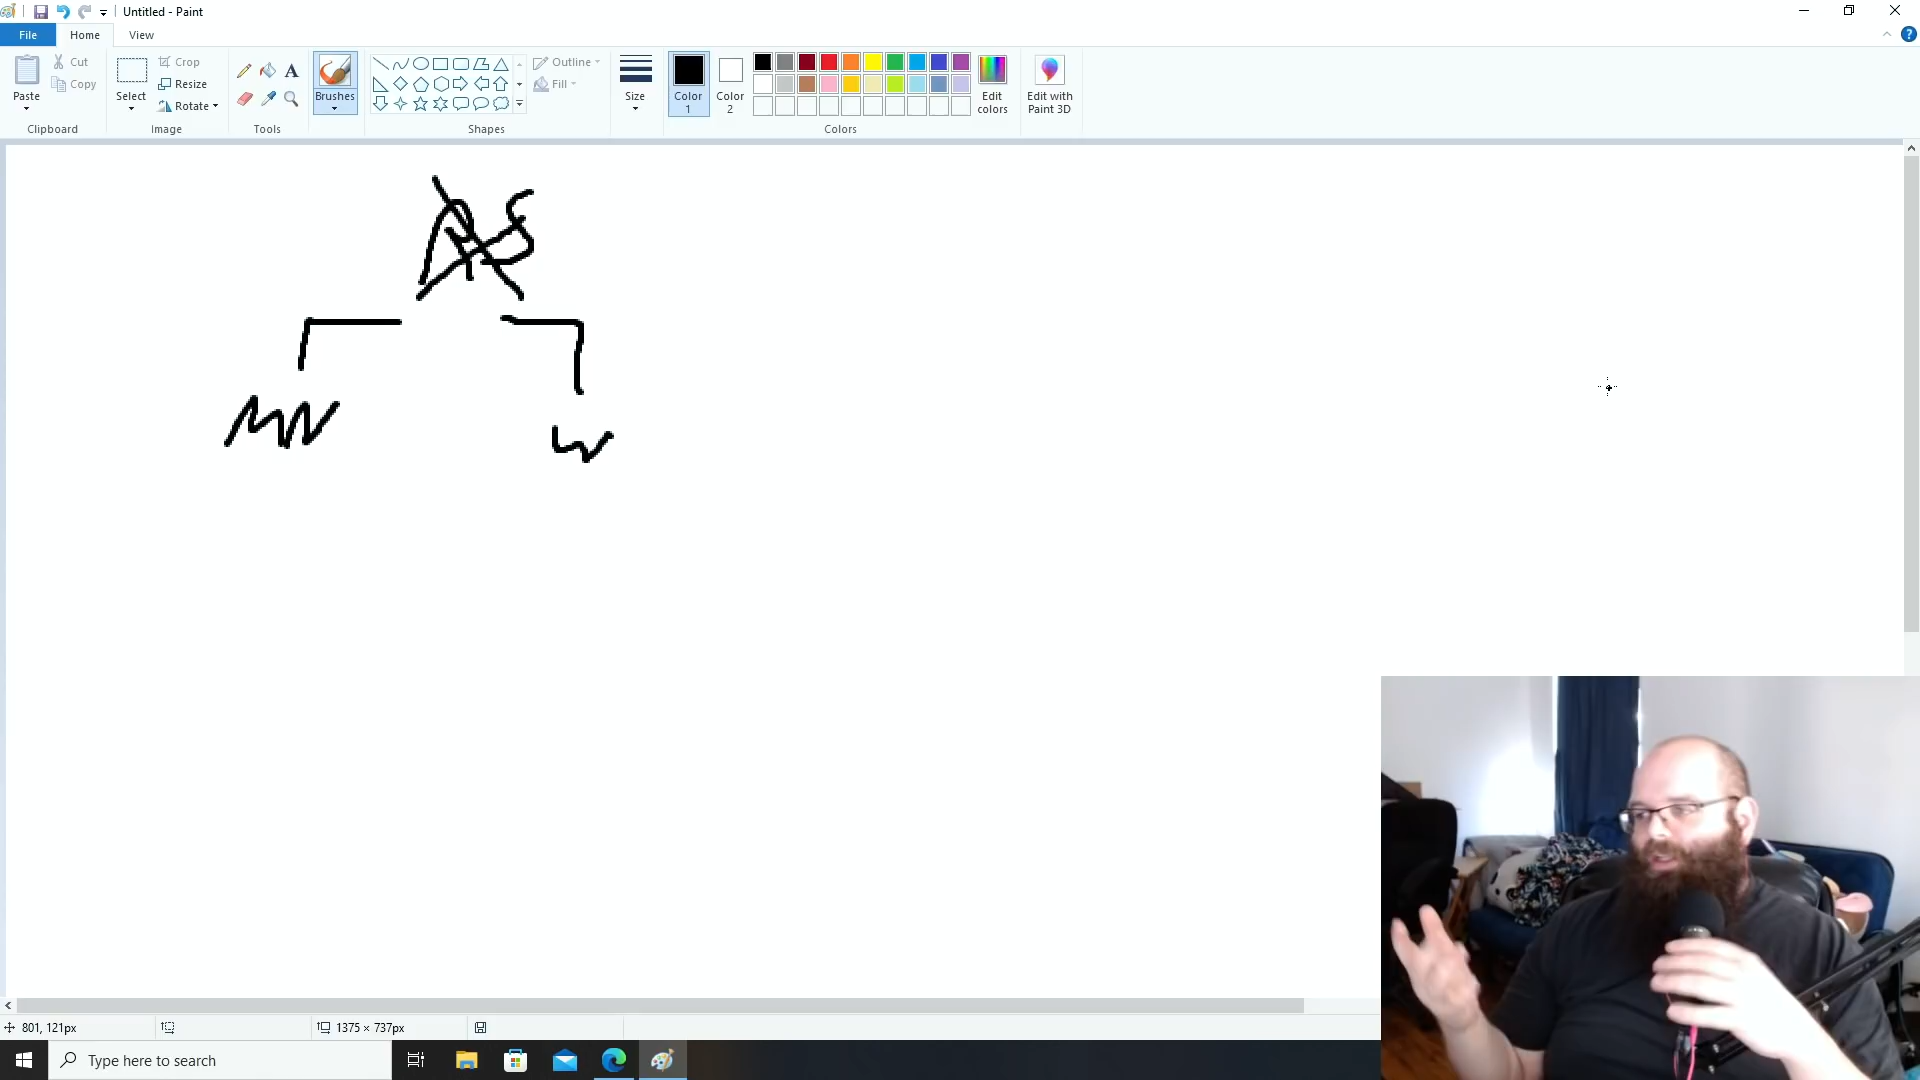 Untitled - Paint
File Home View
Paste
Cut
Copy
Clipboard
Select
Crop
Resize
Rotate
Image
Tools
Brushes
Shapes
Outline
Fill
Size
Color 1
Color 2
Colors
Edit colors
Edit with Paint 3D
801, 121px
1375 × 737px
Type here to search